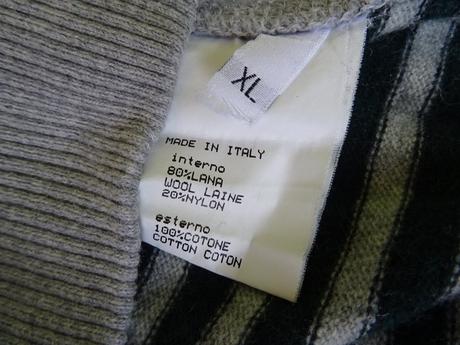 XL
MADE IN ITALY
interno
80%LANA
WOOL LAINE
20%NYLON
esterno
100%COTONE
COTTON COTON